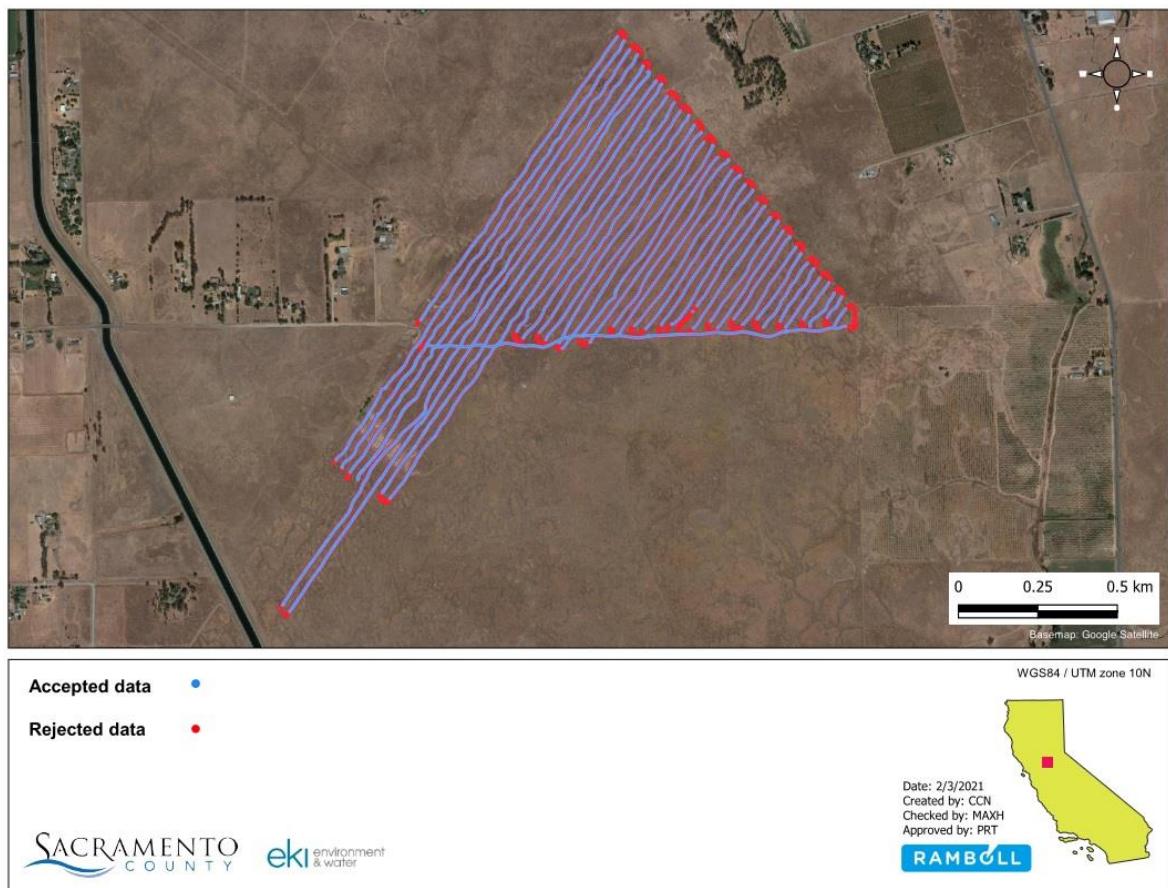 0 0.25 0.5 km
Basemap: Google Satellite
Accepted data
Rejected data
WGS84 / UTM zone 10N
Date: 2/3/2021
Created by: CCN
Checked by: MAXH
Approved by: PRT
SACRAMENTO
COUNTY
eki environment
& water
RAMBOLL